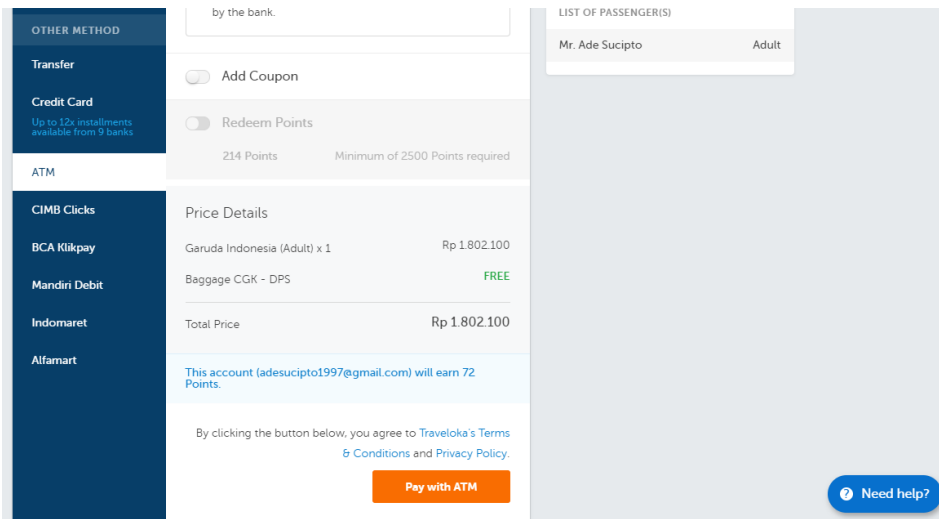 by the bank.
OTHER METHOD
Transfer
Credit Card
Up to 12x installments
available from 9 banks
ATM
CIMB Clicks
BCA Klikpay
Mandiri Debit
Indomaret
Alfamart
Add Coupon
Redeem Points
214 Points Minimum of 2500 Points required
Price Details
Garuda Indonesia (Adult) x 1 Rp 1.802.100
Baggage CGK - DPS FREE
Total Price Rp 1.802.100
This account (adesucipto1997@gmail.com) will earn 72
Points.
By clicking the button below, you agree to Traveloka's Terms
& Conditions and Privacy Policy.
Pay with ATM
LIST OF PASSENGER(S)
Mr. Ade Sucipto Adult
Need help?